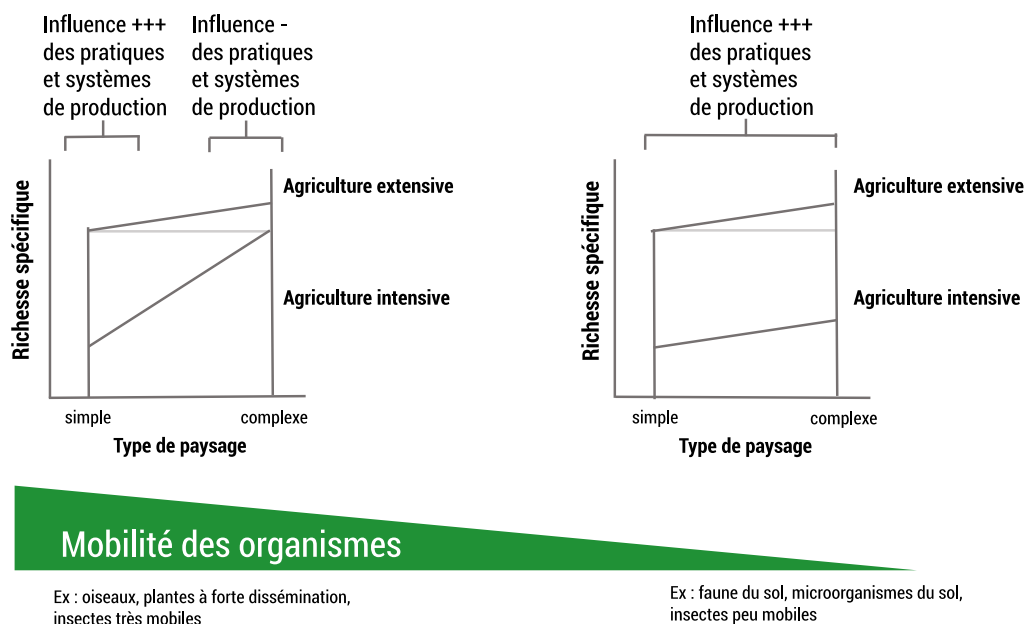 Influence +++
des pratiques
et systèmes
de production
Influence -
des pratiques
et systèmes
de production
Richesse spécifique
Agriculture extensive
Agriculture intensive
simple
complexe
Type de paysage
Influence +++
des pratiques
et systèmes
de production
Richesse spécifique
Agriculture extensive
Agriculture intensive
simple
complexe
Type de paysage
Mobilité des organismes
Ex : oiseaux, plantes à forte dissémination,
insectes très mobiles
Ex : faune du sol, microorganismes du sol,
insectes peu mobiles